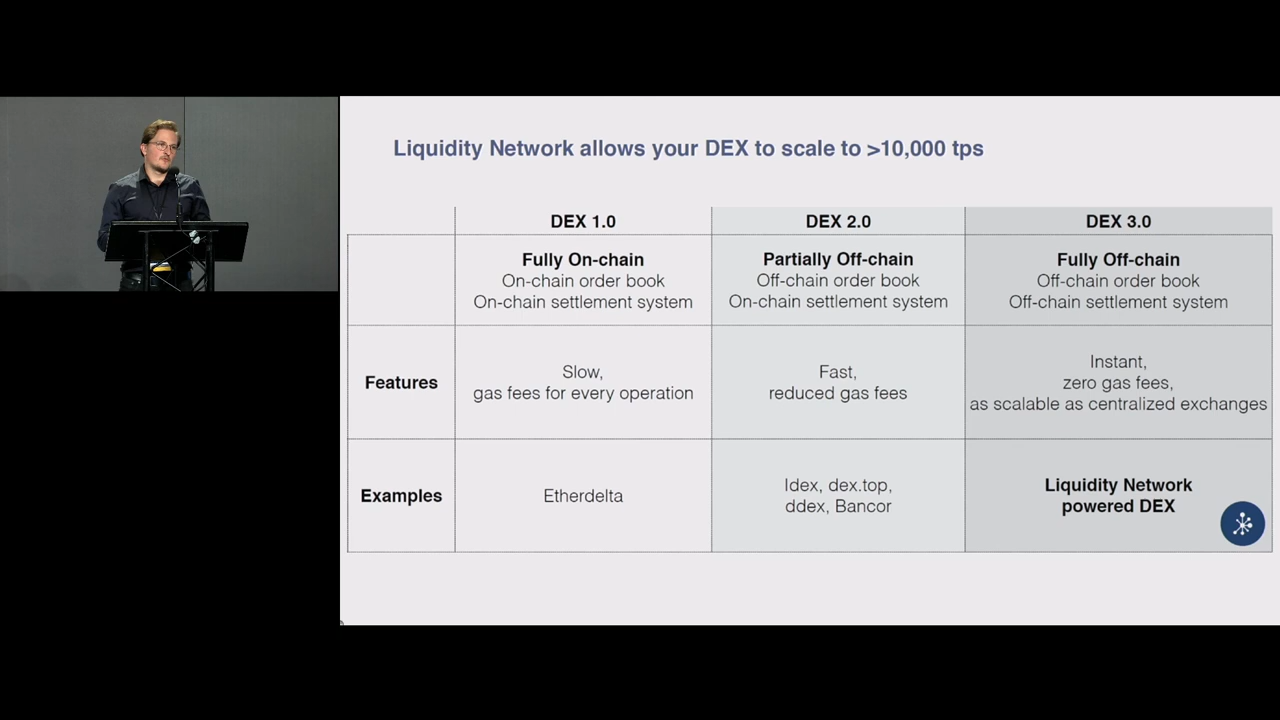 Liquidity Network allows your DEX to scale to >10,000 tps
DEX 1.0
DEX 2.0
DEX 3.0
Fully On-chain
On-chain order book
On-chain settlement system
Partially Off-chain
Off-chain order book
On-chain settlement system
Fully Off-chain
Off-chain order book
Off-chain settlement system
Features
Slow,
gas fees for every operation
Fast,
reduced gas fees
Instant,
zero gas fees,
as scalable as centralized exchanges
Examples
Etherdelta
Idex, dex.top,
ddex, Bancor
Liquidity Network
powered DEX